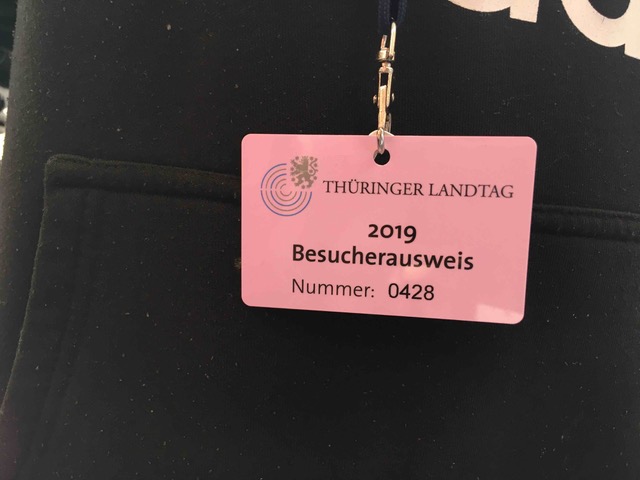 THÜRINGER LANDTAG
2019
Besucherausweis
Nummer: 0428